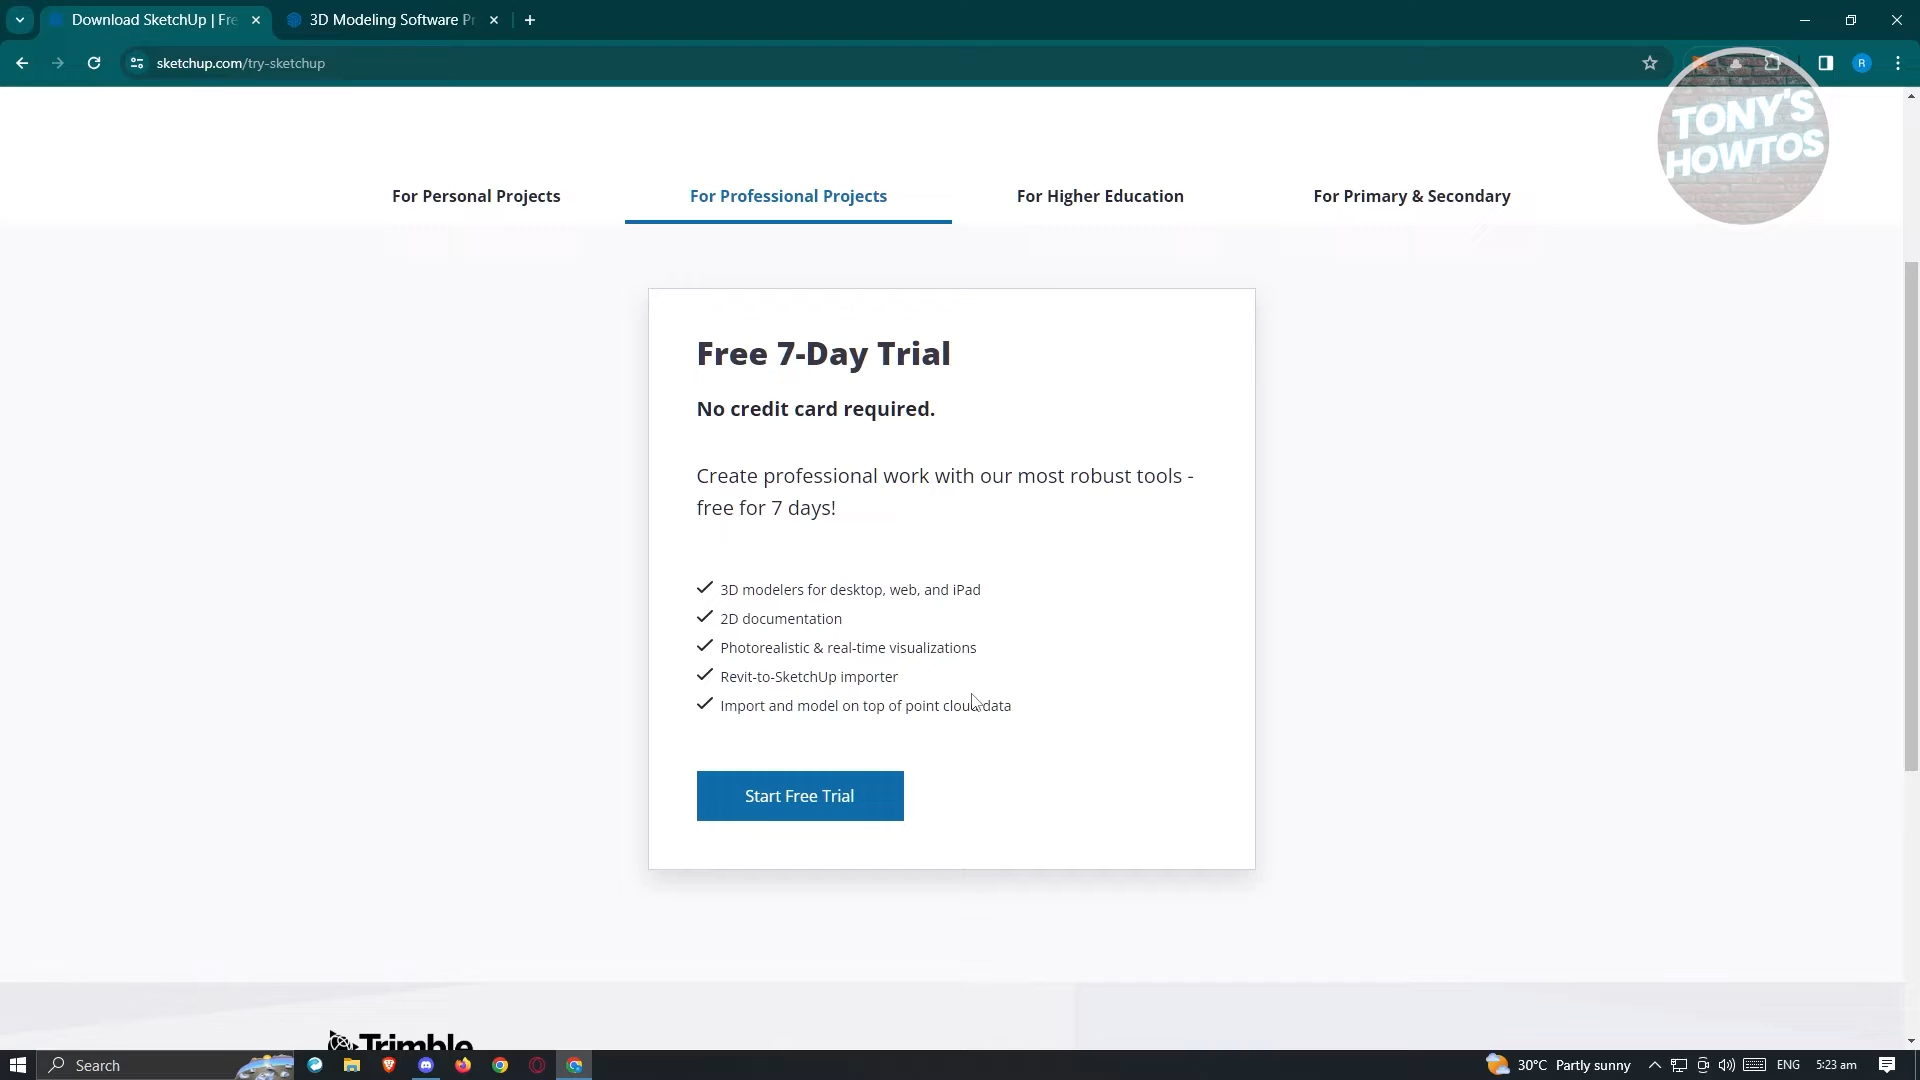 Download SketchUp | Fre
3D Modeling Software Pr
sketchup.com/try-sketchup
R
TONY'S
HOWTOS
For Personal Projects
For Professional Projects
For Higher Education
For Primary & Secondary
Free 7-Day Trial
No credit card required.
Create professional work with our most robust tools -
free for 7 days!
3D modelers for desktop, web, and iPad
2D documentation
Photorealistic & real-time visualizations
Revit-to-SketchUp importer
Import and model on top of point cloud data
Start Free Trial
Trimble
Search
30°C Partly sunny
ENG
5:23 am